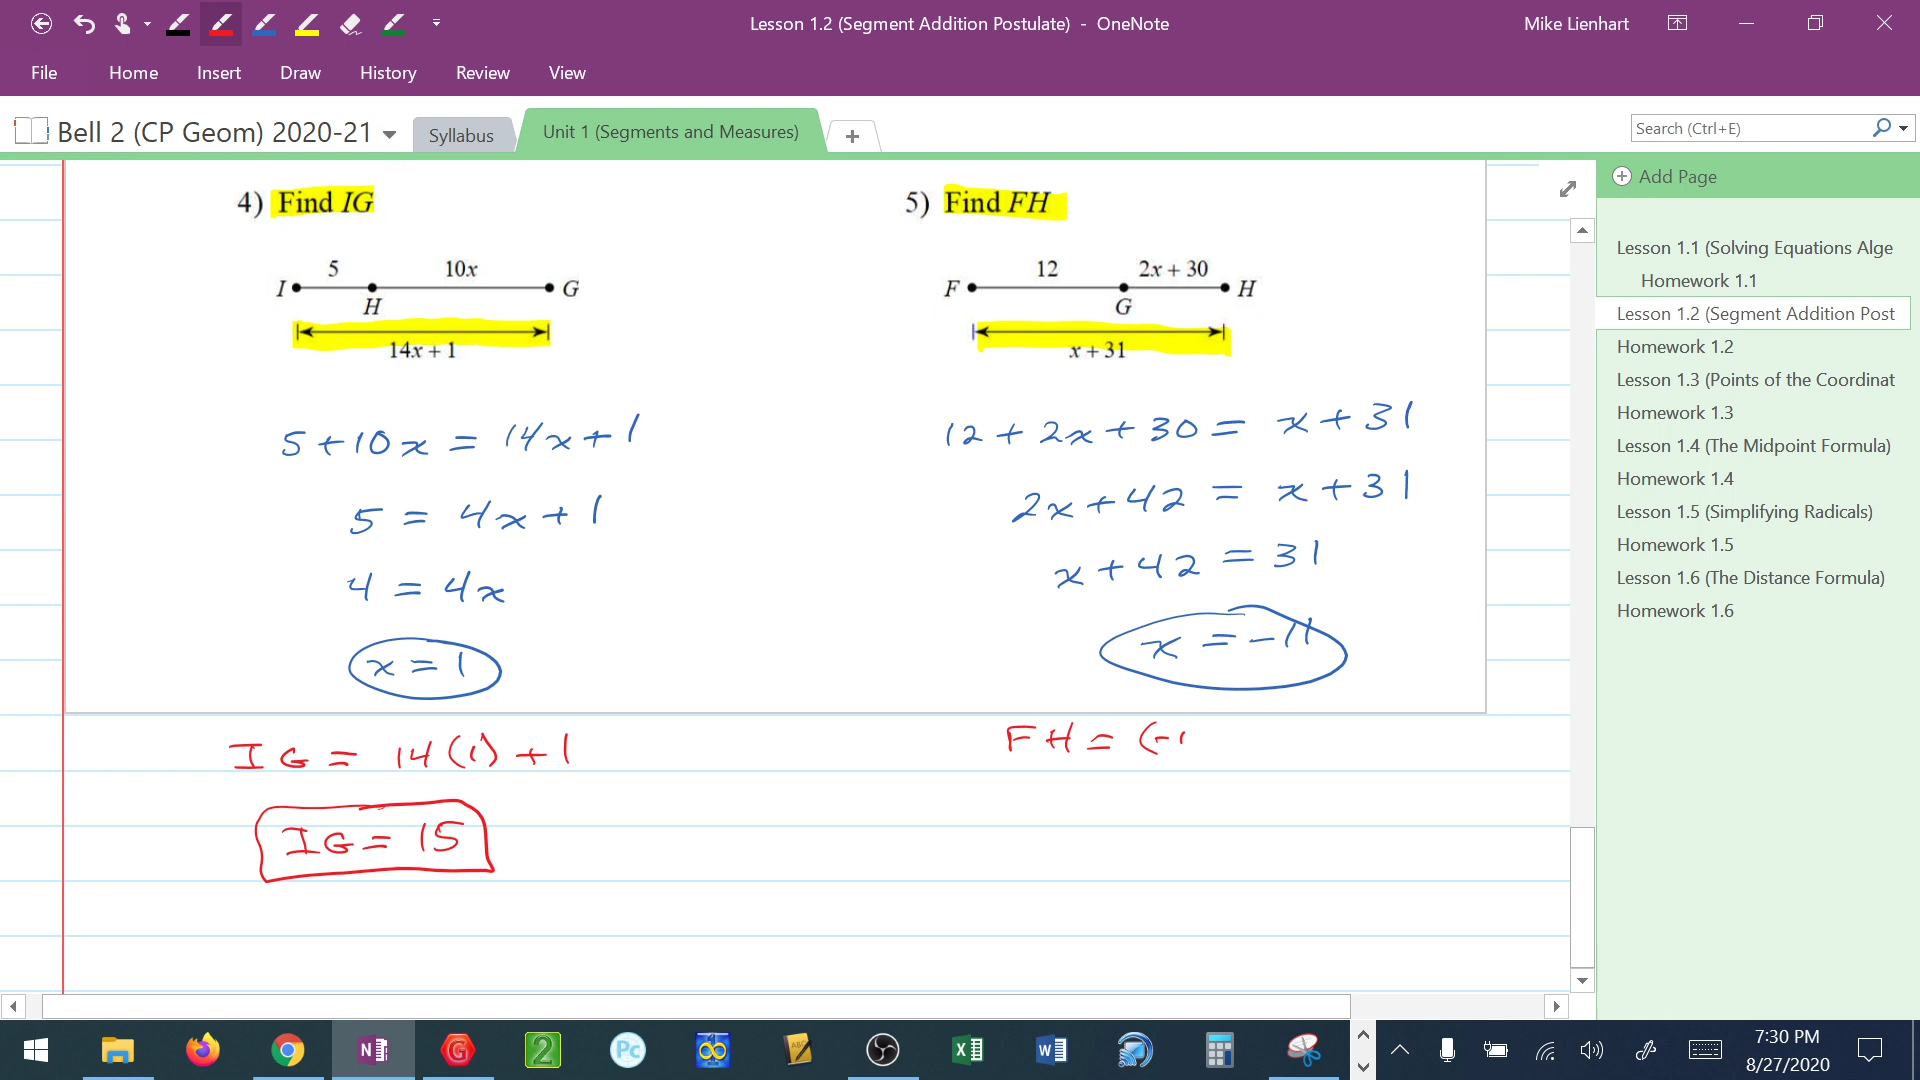 Lesson 1.2 (Segment Addition Postulate) - OneNote
Mike Lienhart
File Home Insert Draw History Review View
Bell 2 (CP Geom) 2020-21
Syllabus
Unit 1 (Segments and Measures)
Search (Ctrl+E)
Add Page
Lesson 1.1 (Solving Equations Alge
Homework 1.1
Lesson 1.2 (Segment Addition Post
Homework 1.2
Lesson 1.3 (Points of the Coordinat
Homework 1.3
Lesson 1.4 (The Midpoint Formula)
Homework 1.4
Lesson 1.5 (Simplifying Radicals)
Homework 1.5
Lesson 1.6 (The Distance Formula)
Homework 1.6
4) Find IG
5 10x
I H G
14x + 1
5 + 10x = 14x + 1
5 = 4x + 1
4 = 4x
x = 1
IG = 14(1) + 1
IG = 15
5) Find FH
12 2x + 30
F G H
x + 31
12 + 2x + 30 = x + 31
2x + 42 = x + 31
x + 42 = 31
x = -11
FH = (-1
N
G
2
Pc
ABC
X
W
7:30 PM
8/27/2020